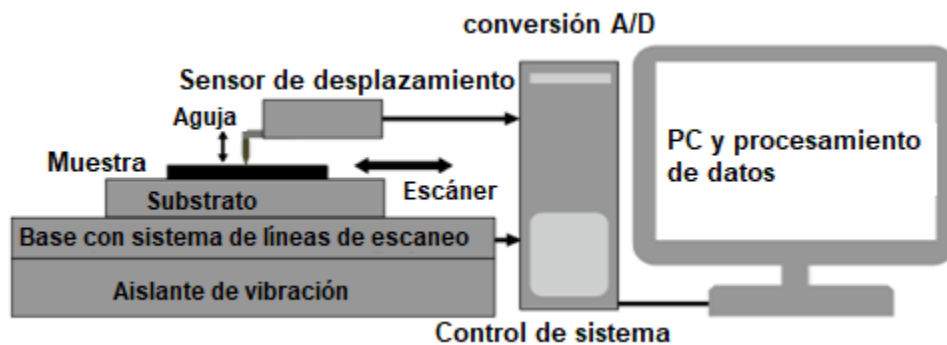 conversión A/D
Sensor de desplazamiento
Aguja
Muestra
Escáner
Substrato
Base con sistema de líneas de escaneo
Aislante de vibración
PC y procesamiento
de datos
Control de sistema